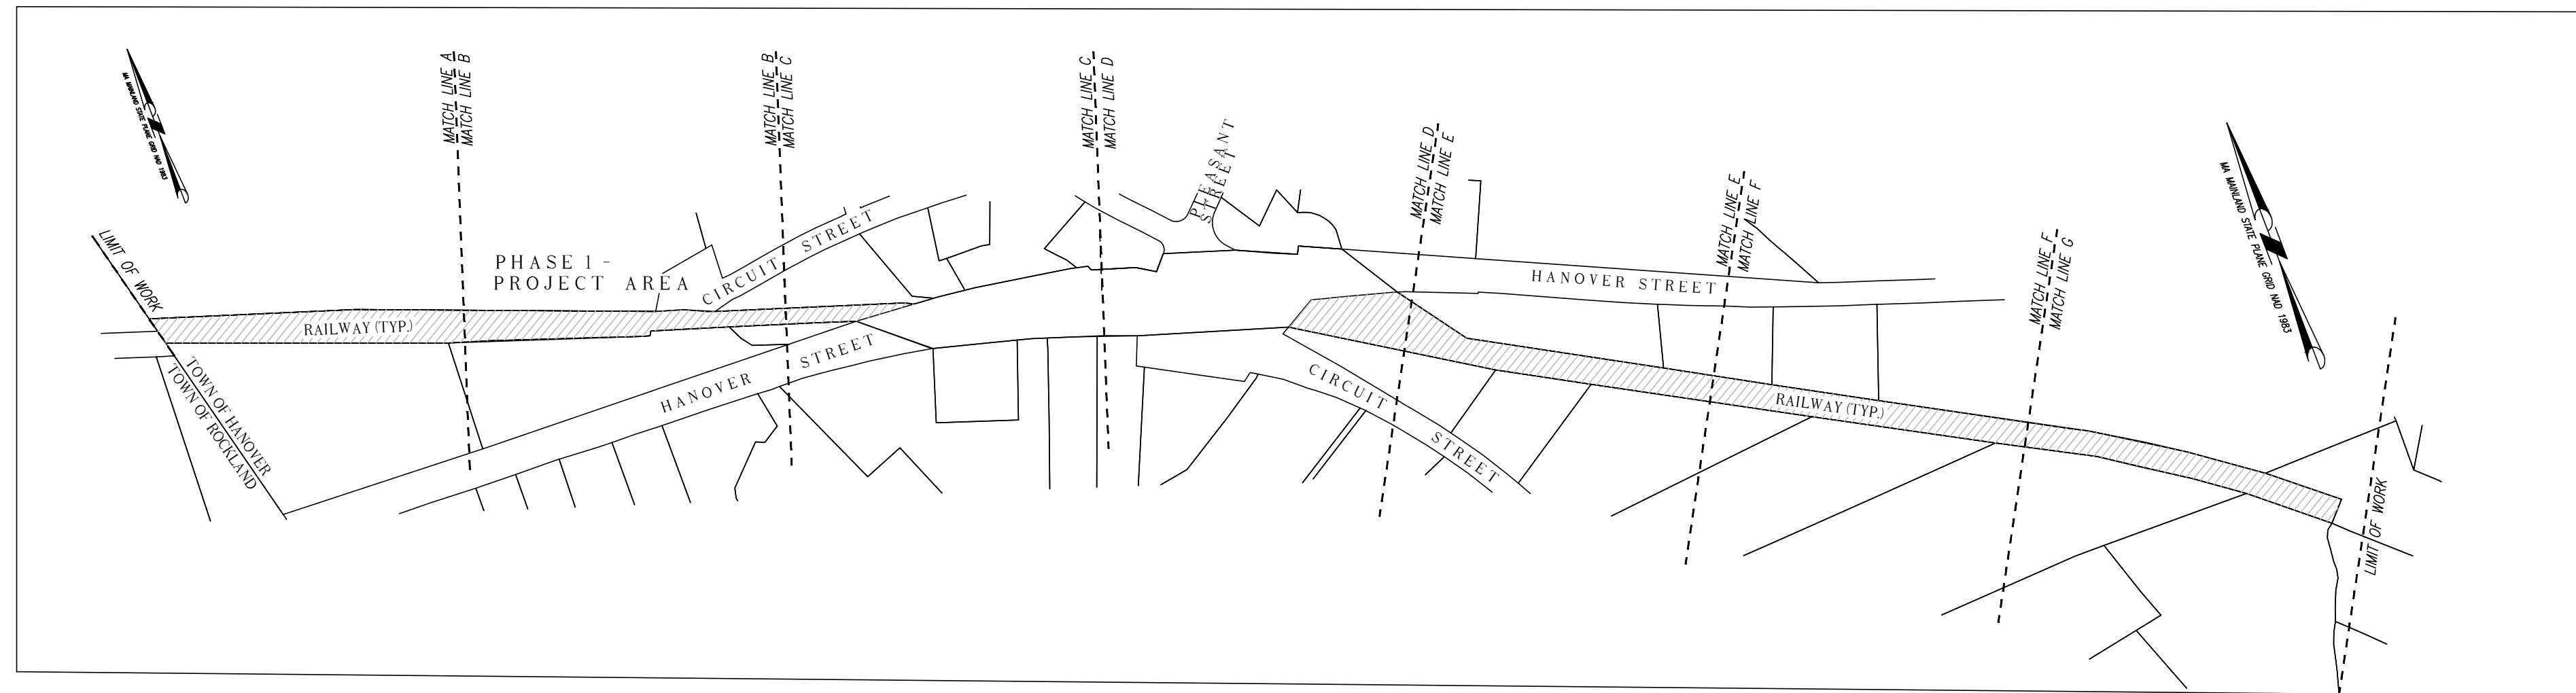 MA MAINLAND STATE PLANE GRID NAD 1983
MATCH LINE A
MATCH LINE B
MATCH LINE B
MATCH LINE C
MATCH LINE C
MATCH LINE D
PLEASANT
STREET
MATCH LINE D
MATCH LINE E
MATCH LINE E
MATCH LINE F
MATCH LINE F
MATCH LINE G
MA MAINLAND STATE PLANE GRID NAD 1983
LIMIT OF WORK
PHASE 1 -
PROJECT AREA
CIRCUIT STREET
HANOVER STREET
RAILWAY (TYP.)
TOWN OF HANOVER
TOWN OF ROCKLAND
HANOVER STREET
CIRCUIT STREET
RAILWAY (TYP.)
LIMIT OF WORK